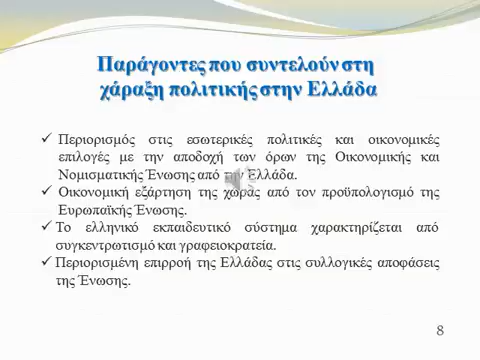 Παράγοντες που συντελούν στη
χάραξη πολιτικής στην Ελλάδα
✓ Περιορισμός στις εσωτερικές πολιτικές και οικονομικές
επιλογές με την αποδοχή των όρων της Οικονομικής και
Νομισματικής Ένωσης από την Ελλάδα.
✓ Οικονομική εξάρτηση της χώρας από τον προϋπολογισμό της
Ευρωπαϊκής Ένωσης.
✓ Το ελληνικό εκπαιδευτικό σύστημα χαρακτηρίζεται από
συγκεντρωτισμό και γραφειοκρατεία.
✓ Περιορισμένη επιρροή της Ελλάδας στις συλλογικές αποφάσεις
της Ένωσης.
8